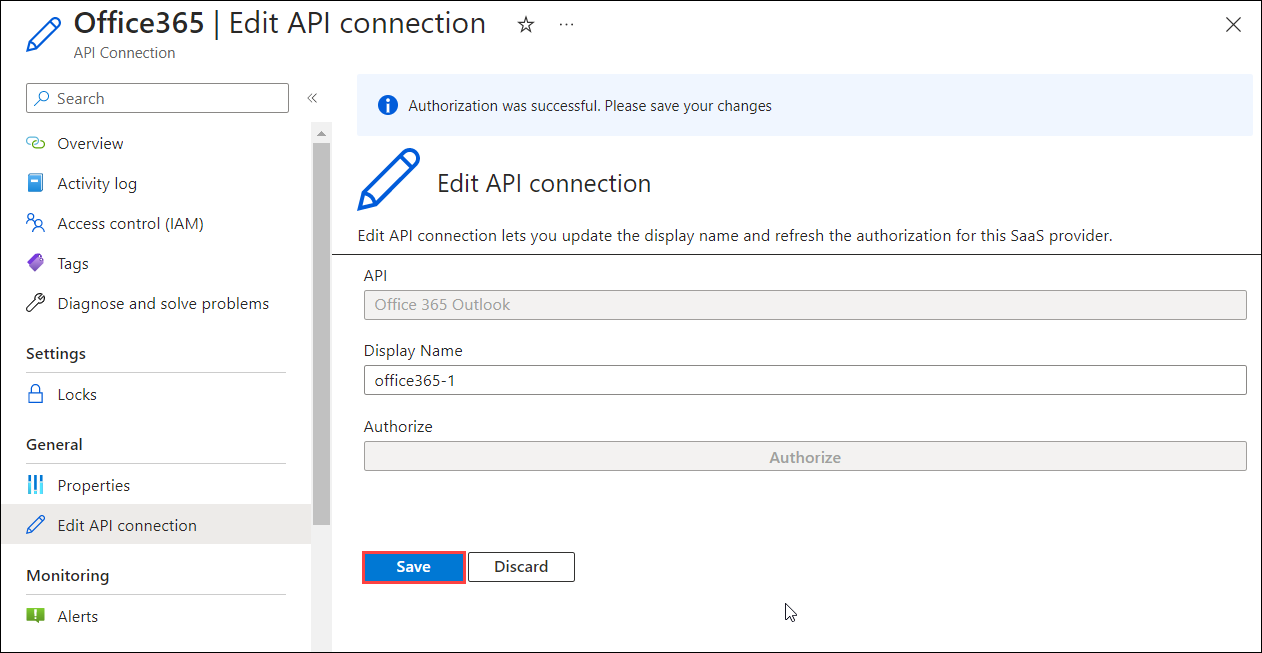 Office365 | Edit API connection
API Connection
Search
Overview
Activity log
Access control (IAM)
Tags
Diagnose and solve problems
Settings
Locks
General
Properties
Edit API connection
Monitoring
Alerts
Authorization was successful. Please save your changes
Edit API connection
Edit API connection lets you update the display name and refresh the authorization for this SaaS provider.
API
Office 365 Outlook
Display Name
office365-1
Authorize
Authorize
Save
Discard